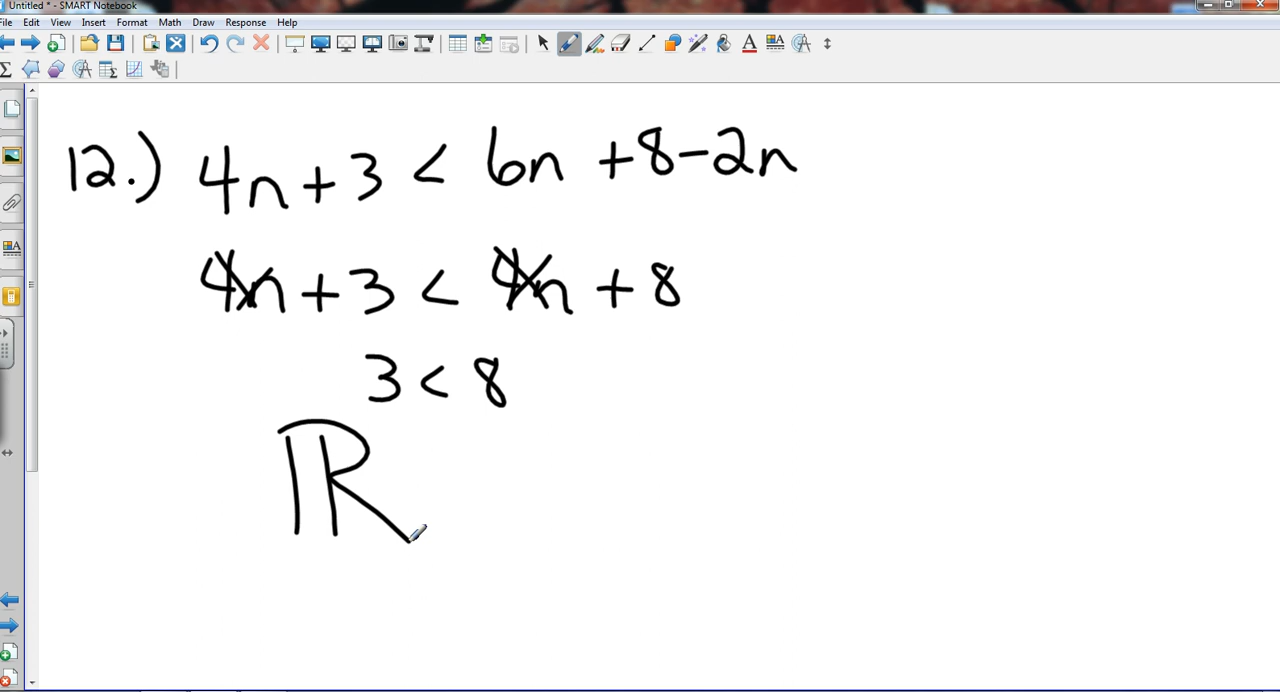 Untitled * - SMART Notebook
File Edit View Insert Format Math Draw Response Help
12.) 4n + 3 < 6n + 8 - 2n
4n + 3 < 4n + 8
3 < 8
ℝ